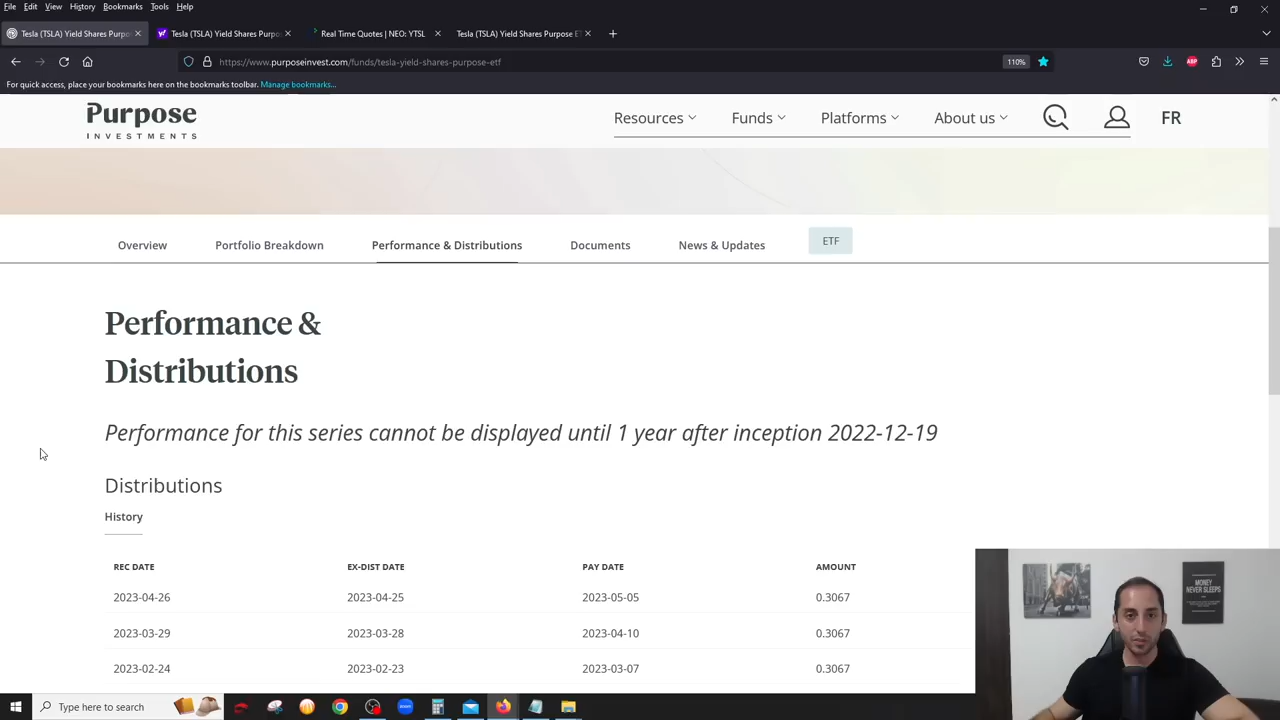 File Edit View History Bookmarks Tools Help
Tesla (TSLA) Yield Shares Purpo
Tesla (TSLA) Yield Shares Purpo
Real Time Quotes | NEO: YTSL
Tesla (TSLA) Yield Shares Purpose E
https://www.purposeinvest.com/funds/tesla-yield-shares-purpose-etf
110%
ABP
For quick access, place your bookmarks here on the bookmarks toolbar. Manage bookmarks...
Purpose
INVESTMENTS
Resources Funds Platforms About us FR
Overview Portfolio Breakdown Performance & Distributions Documents News & Updates ETF
Performance &
Distributions
Performance for this series cannot be displayed until 1 year after inception 2022-12-19
Distributions
History
REC DATE EX-DIST DATE PAY DATE AMOUNT
2023-04-26 2023-04-25 2023-05-05 0.3067
2023-03-29 2023-03-28 2023-04-10 0.3067
2023-02-24 2023-02-23 2023-03-07 0.3067
MONEY
NEVER SLEEPS
Type here to search